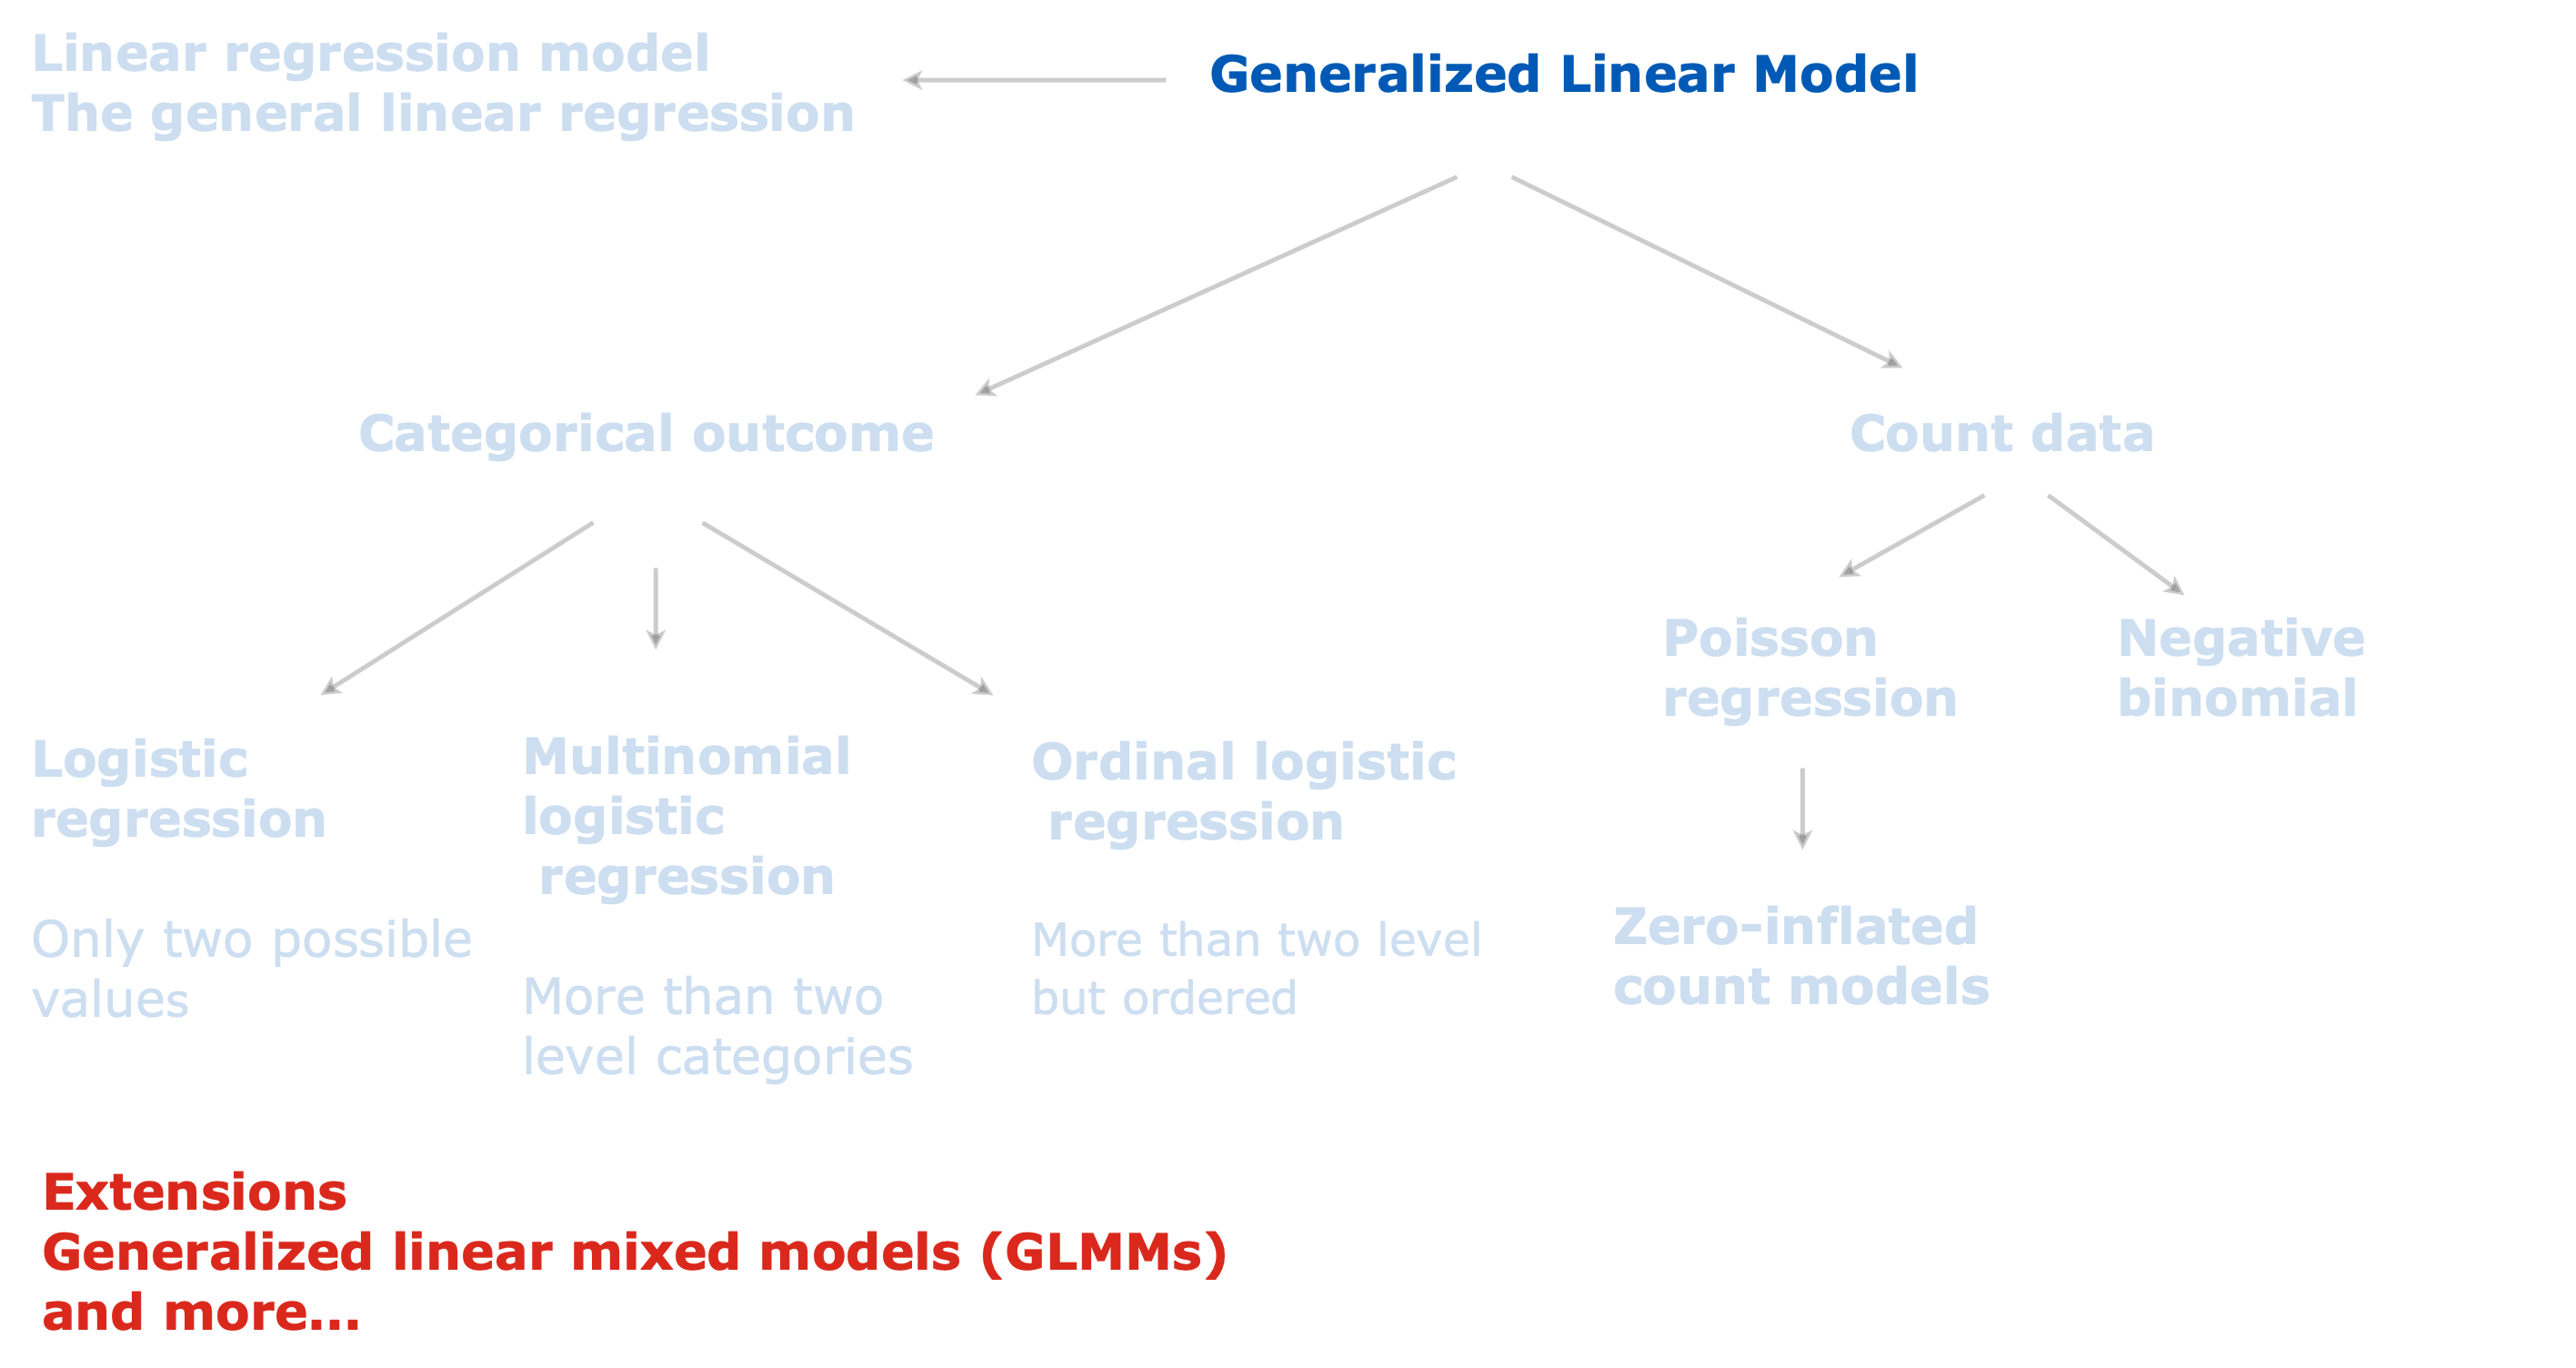 Linear regression model
The general linear regression
Generalized Linear Model
Categorical outcome
Count data
Logistic
regression
Only two possible
values
Multinomial
logistic
regression
More than two
level categories
Ordinal logistic
regression
More than two level
but ordered
Poisson
regression
Negative
binomial
Zero-inflated
count models
Extensions
Generalized linear mixed models (GLMMs)
and more...